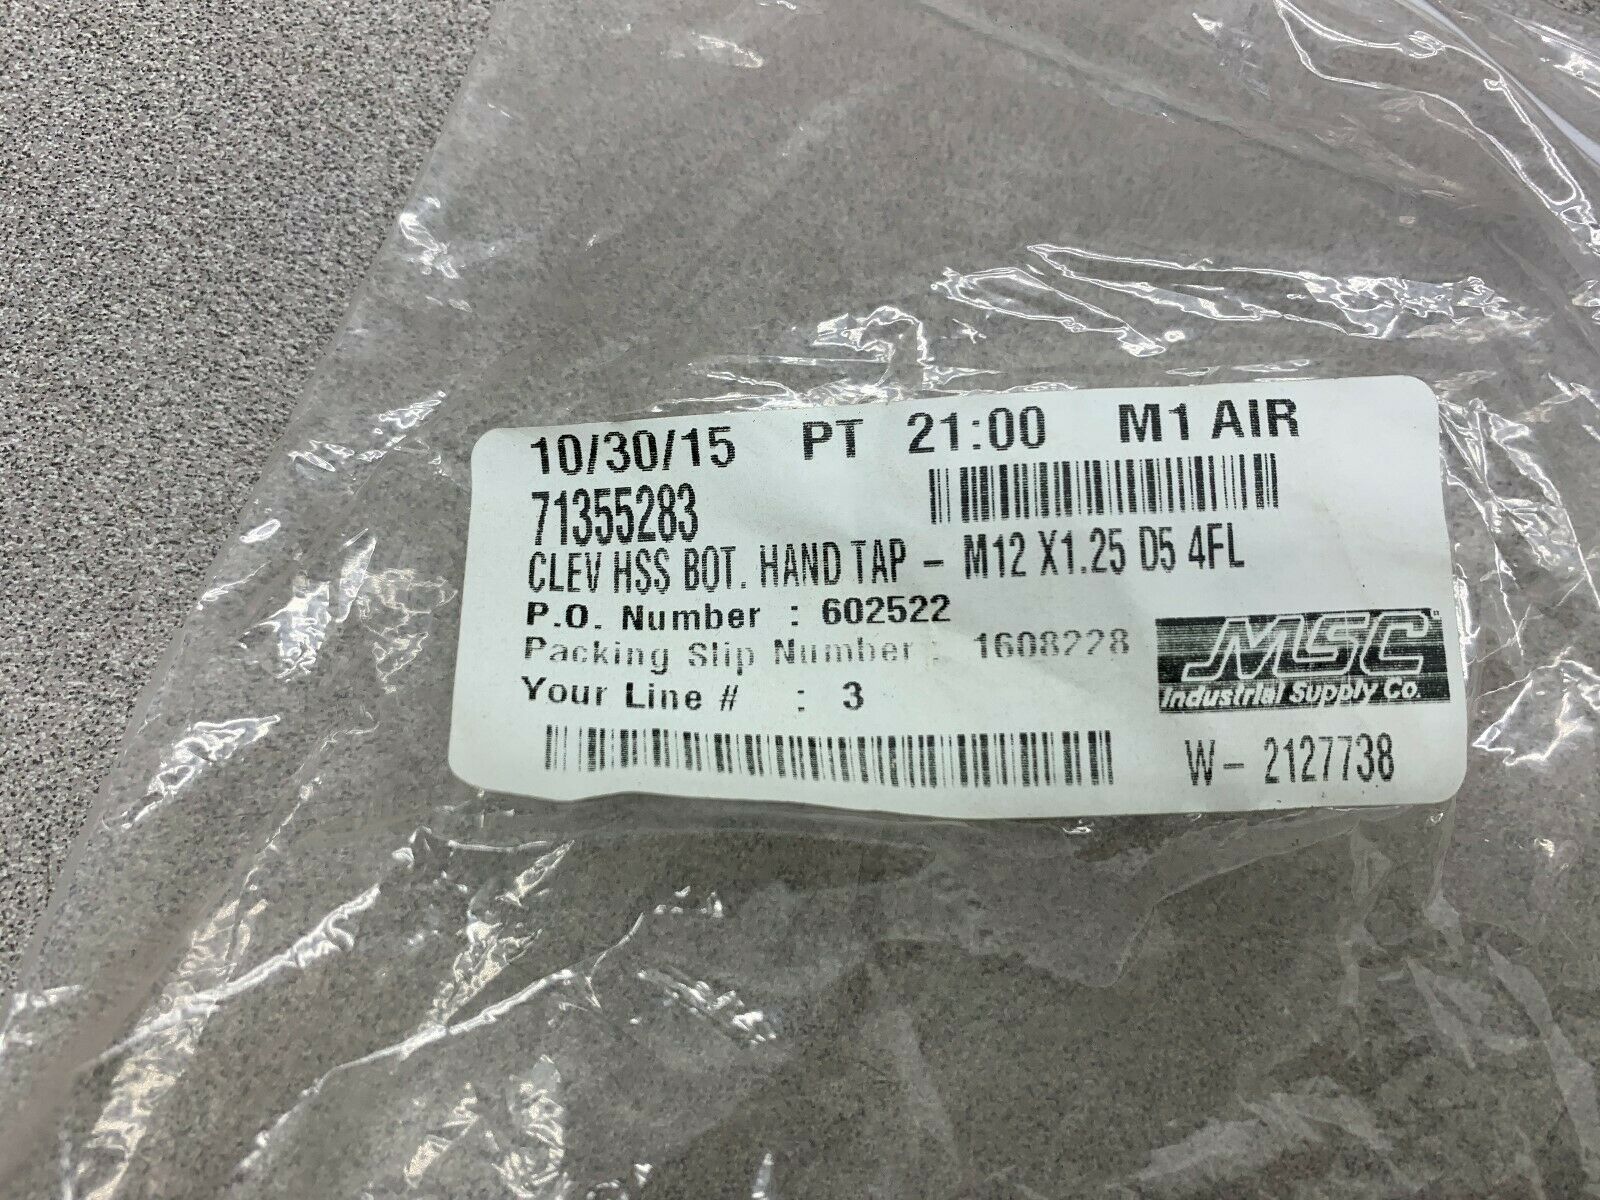 10/30/15 PT 21:00 M1 AIR
71355283
CLEV HSS BOT. HAND TAP - M12 X1.25 D5 4FL
P.O. Number : 602522
Packing Slip Number : 1608228
Your Line # : 3
MSC
Industrial Supply Co.
W- 2127738